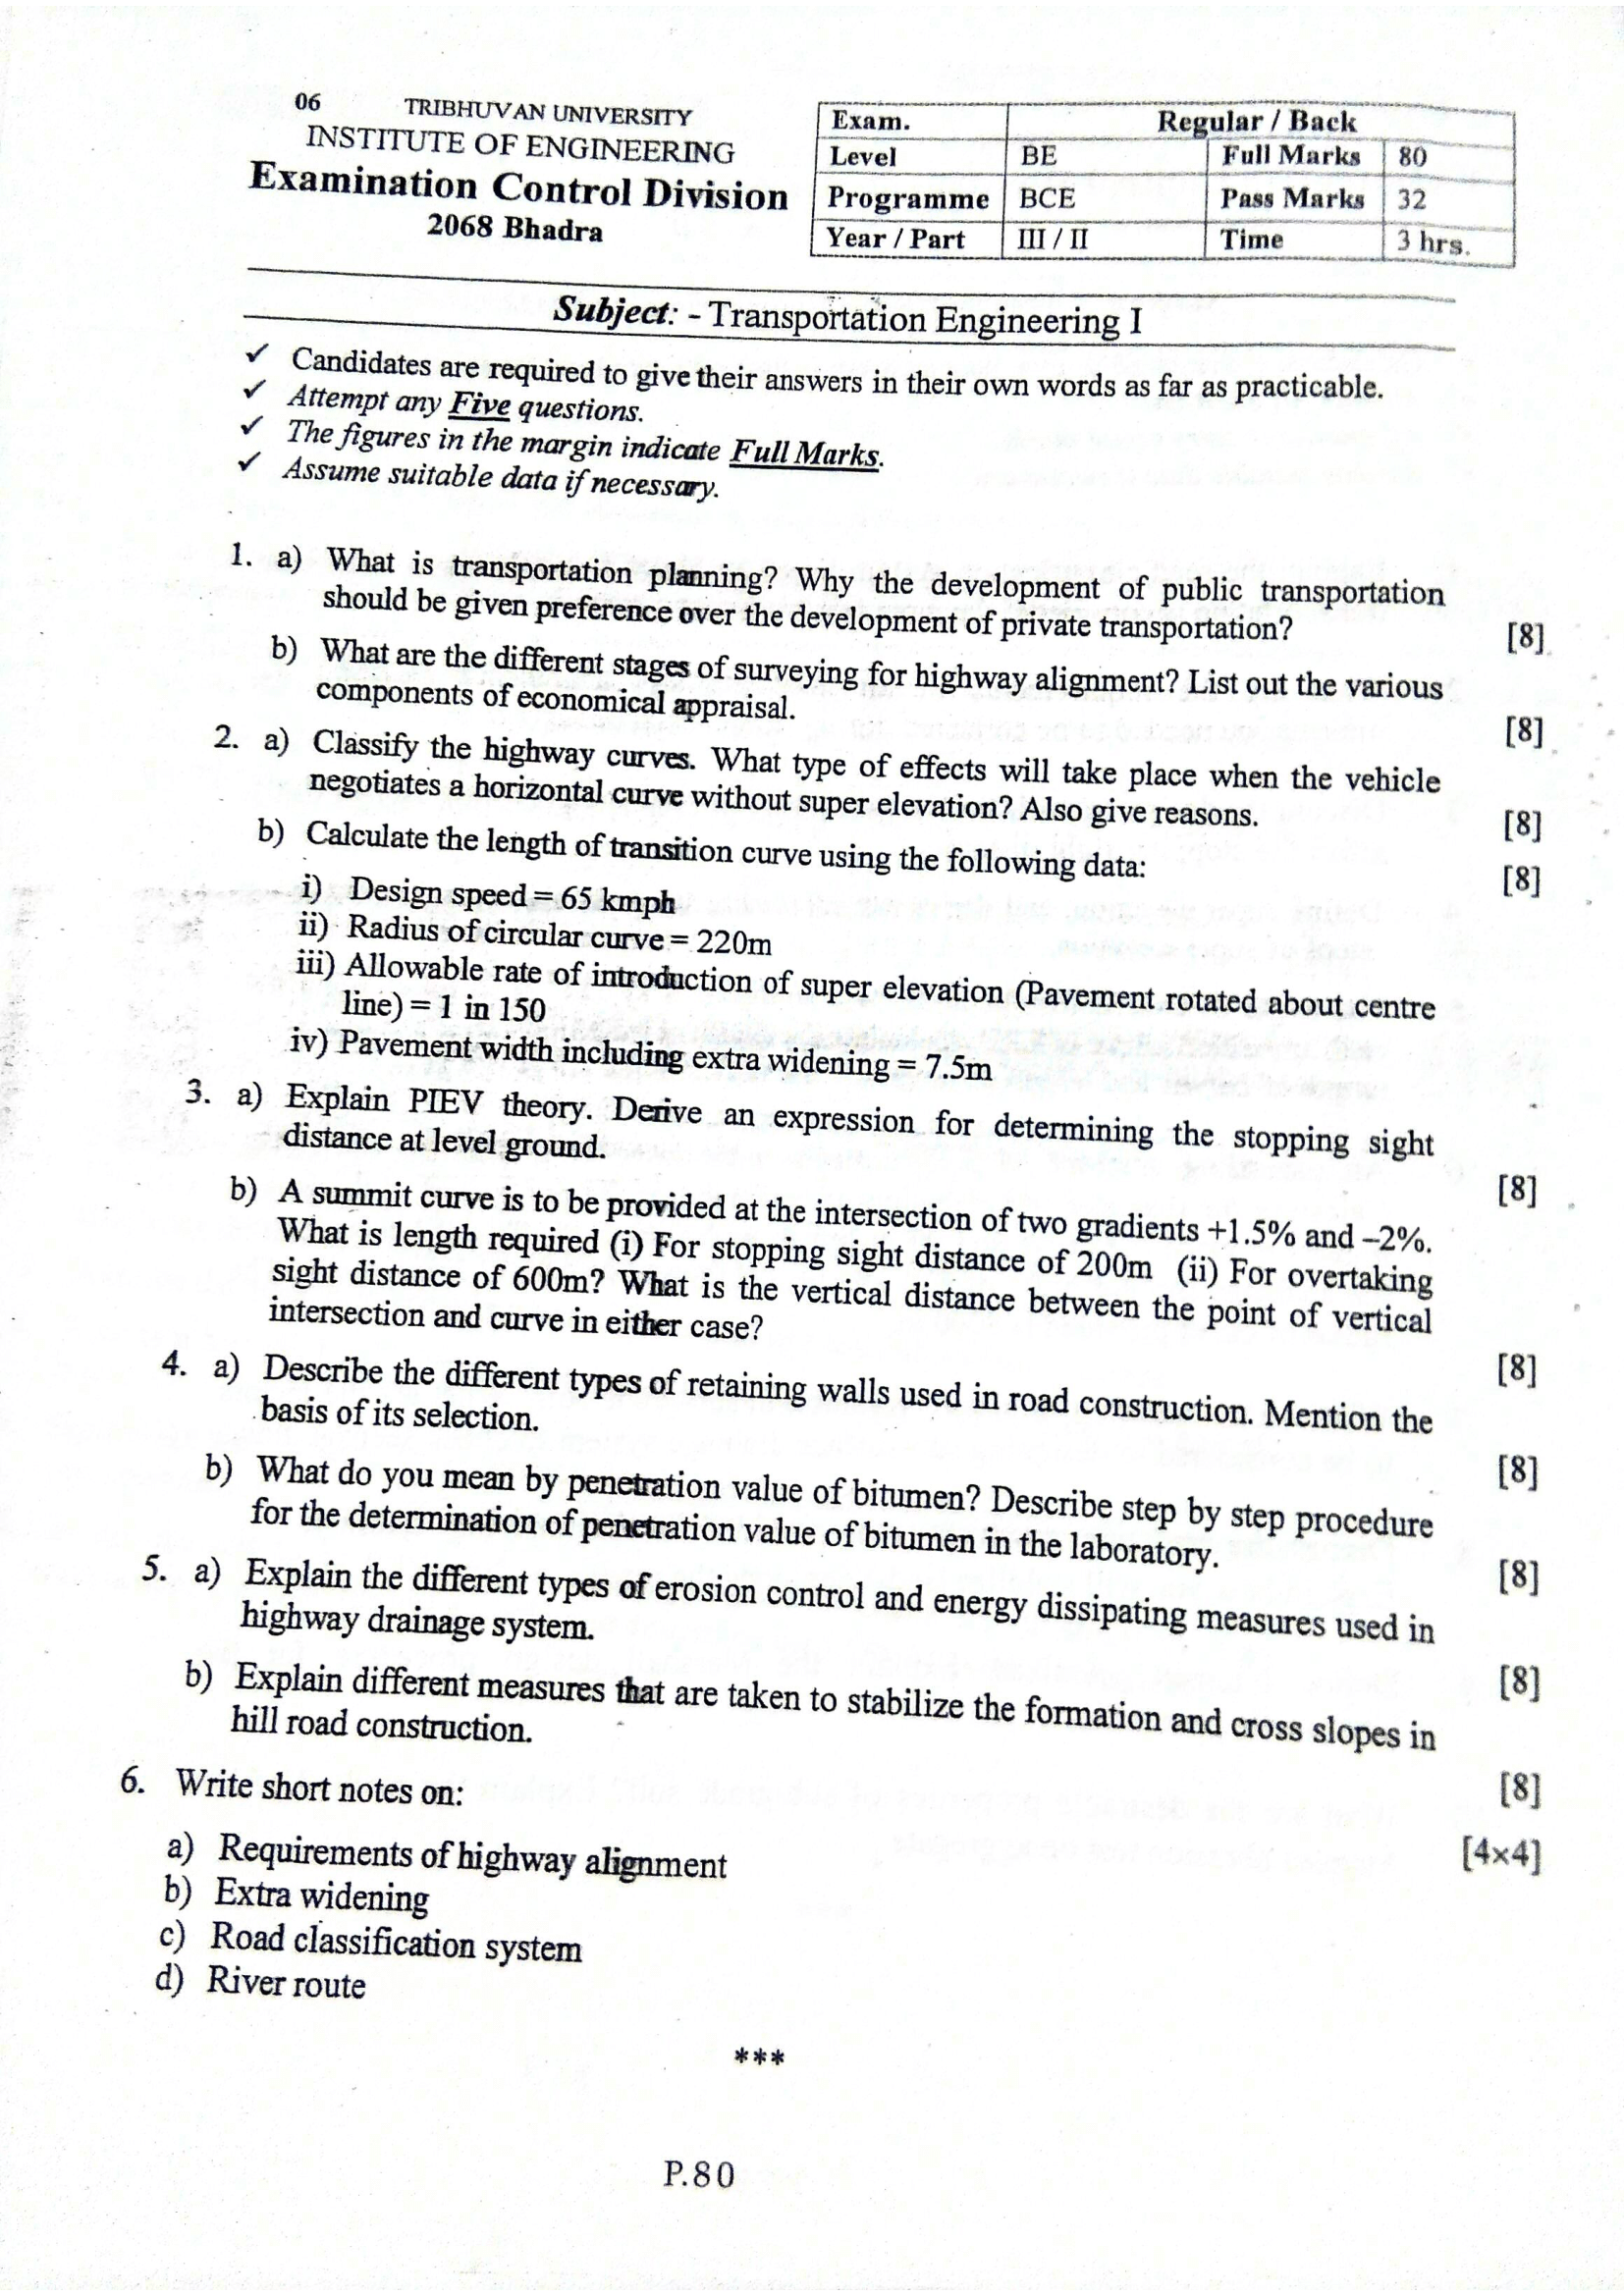 06 TRIBHUVAN UNIVERSITY
INSTITUTE OF ENGINEERING
Examination Control Division
2068 Bhadra
Exam. Regular / Back
Level BE Full Marks 80
Programme BCE Pass Marks 32
Year / Part III / II Time 3 hrs.
Subject: - Transportation Engineering I
✓ Candidates are required to give their answers in their own words as far as practicable.
✓ Attempt any Five questions.
✓ The figures in the margin indicate Full Marks.
✓ Assume suitable data if necessary.
1. a) What is transportation planning? Why the development of public transportation
should be given preference over the development of private transportation? [8]
b) What are the different stages of surveying for highway alignment? List out the various
components of economical appraisal. [8]
2. a) Classify the highway curves. What type of effects will take place when the vehicle
negotiates a horizontal curve without super elevation? Also give reasons. [8]
b) Calculate the length of transition curve using the following data: [8]
i) Design speed = 65 kmph
ii) Radius of circular curve = 220m
iii) Allowable rate of introduction of super elevation (Pavement rotated about centre
line) = 1 in 150
iv) Pavement width including extra widening = 7.5m
3. a) Explain PIEV theory. Derive an expression for determining the stopping sight
distance at level ground. [8]
b) A summit curve is to be provided at the intersection of two gradients +1.5% and –2%.
What is length required (i) For stopping sight distance of 200m (ii) For overtaking
sight distance of 600m? What is the vertical distance between the point of vertical
intersection and curve in either case? [8]
4. a) Describe the different types of retaining walls used in road construction. Mention the
basis of its selection. [8]
b) What do you mean by penetration value of bitumen? Describe step by step procedure
for the determination of penetration value of bitumen in the laboratory. [8]
5. a) Explain the different types of erosion control and energy dissipating measures used in
highway drainage system. [8]
b) Explain different measures that are taken to stabilize the formation and cross slopes in
hill road construction. [8]
6. Write short notes on: [4×4]
a) Requirements of highway alignment
b) Extra widening
c) Road classification system
d) River route
***
P.80